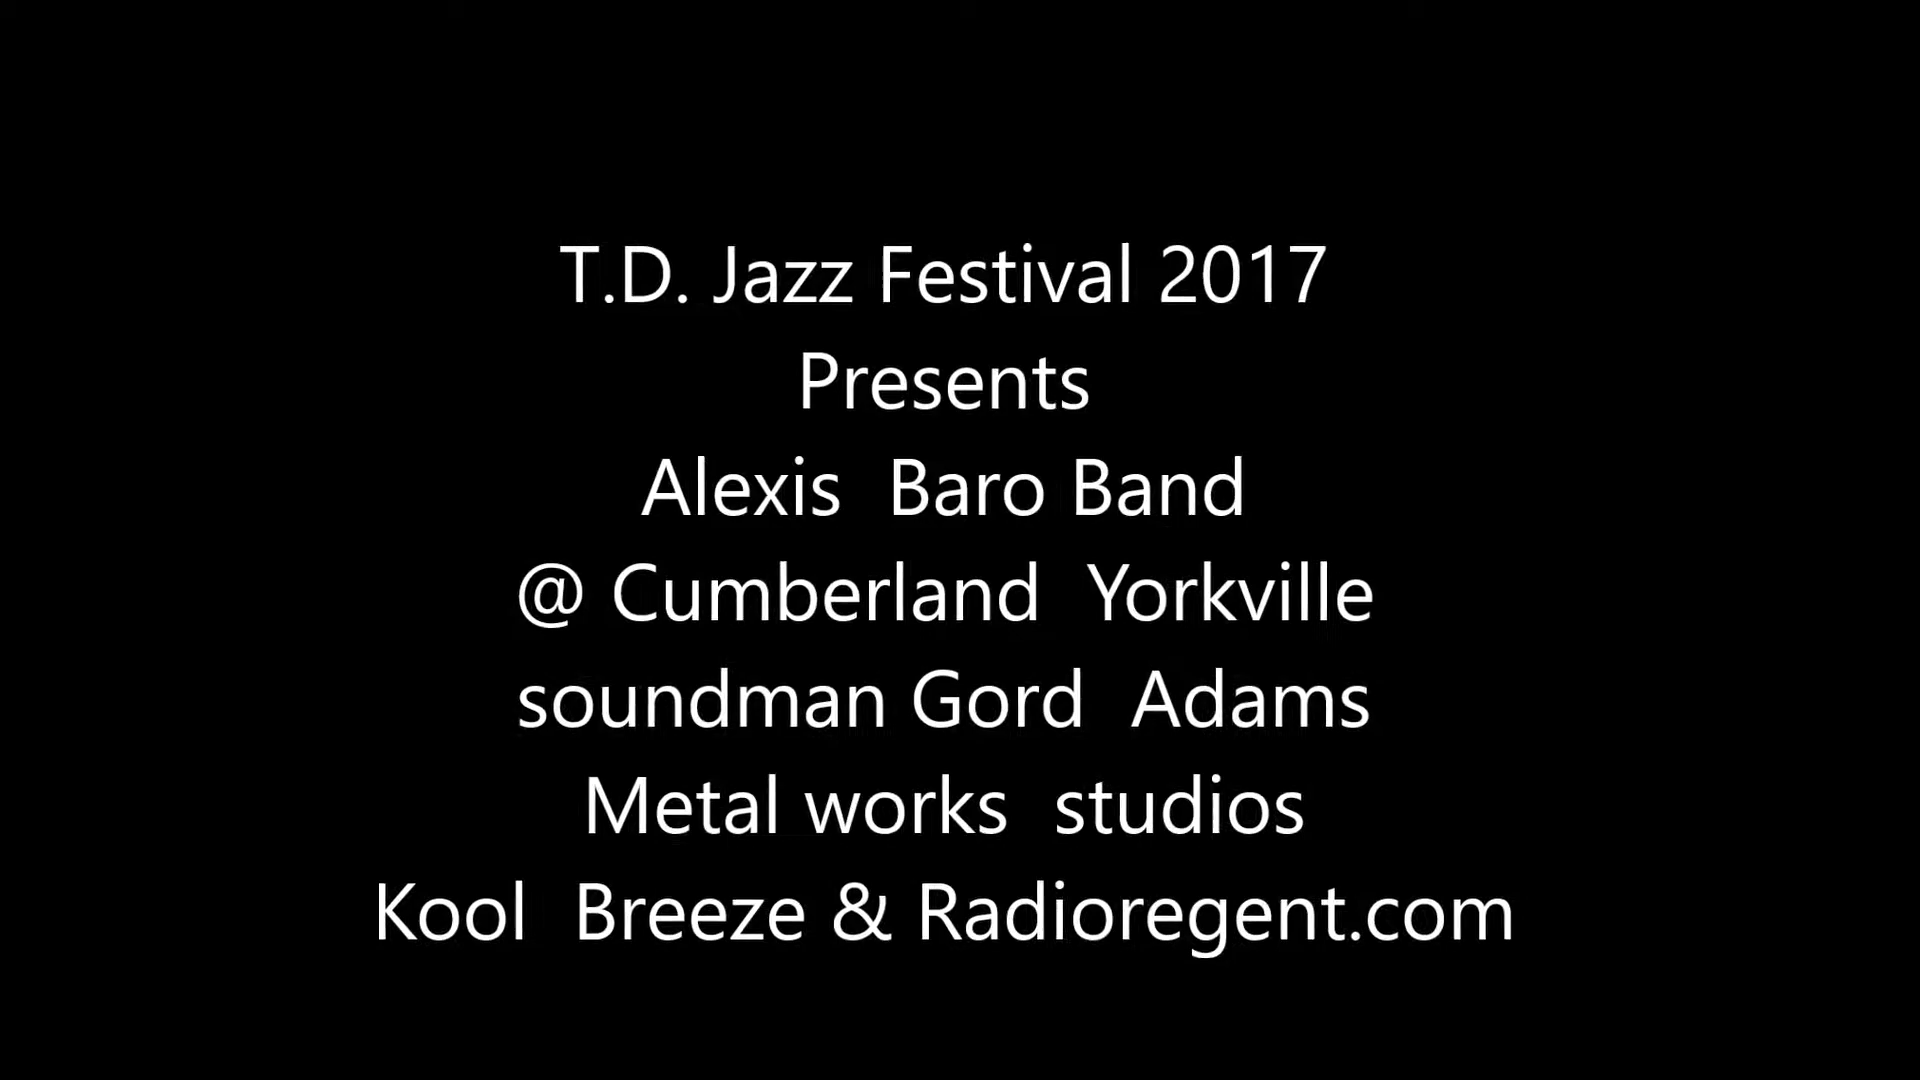 T.D. Jazz Festival 2017
Presents
Alexis  Baro Band
@ Cumberland  Yorkville
soundman Gord  Adams
Metal works  studios
Kool  Breeze & Radioregent.com